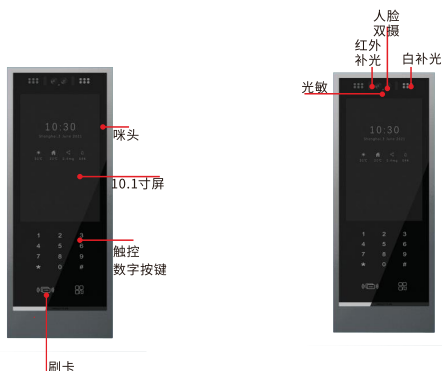 人脸
双摄
红外
补光
白补光
光敏
10:30
咪头
10.1寸屏
1 2 3
4 5 6
7 8 9
* 0 #
触控
数字按键
刷卡
10:30
1 2 3
4 5 6
7 8 9
* 0 #